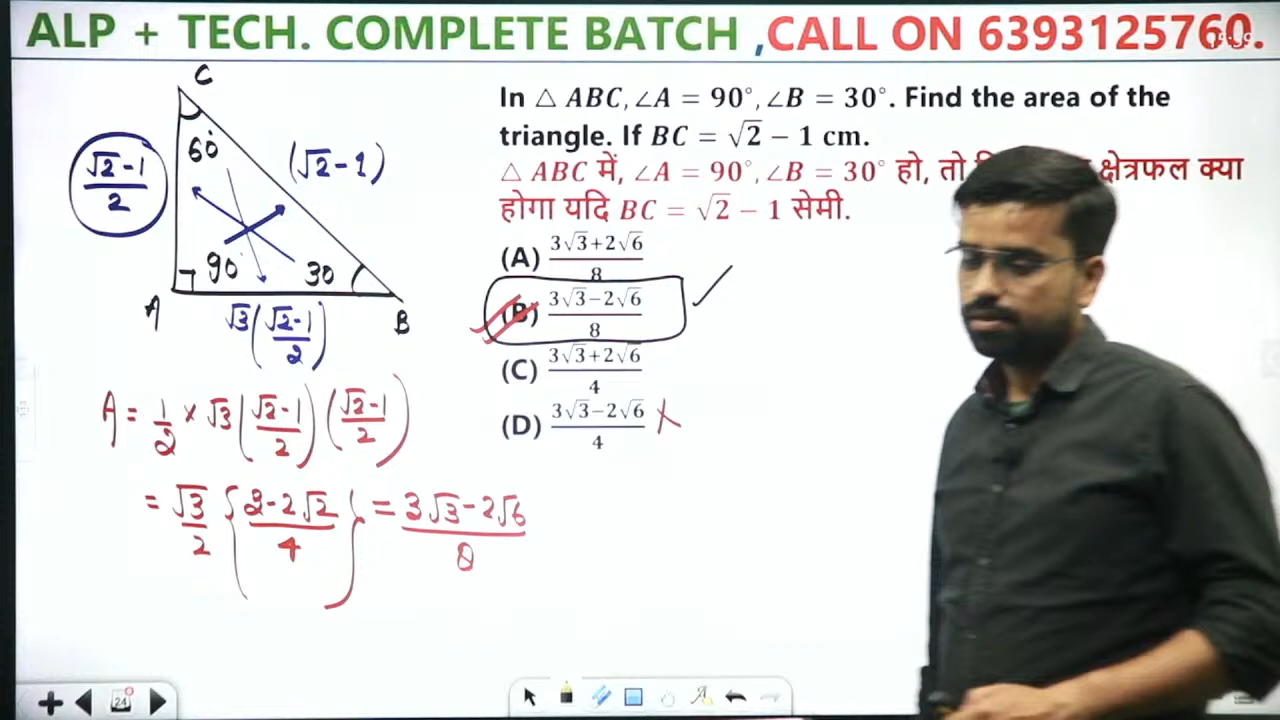 ALP + TECH. COMPLETE BATCH ,CALL ON 6393125760.
In △ ABC, ∠A = 90°, ∠B = 30°. Find the area of the
triangle. If BC = √2 − 1 cm.
△ ABC में, ∠A = 90°, ∠B = 30° हो, तो क्षेत्रफल क्या
होगा यदि BC = √2 − 1 सेमी.
(A) (3√3+2√6)/8
(B) (3√3−2√6)/8
(C) (3√3+2√6)/4
(D) (3√3−2√6)/4
C
60°
(√2-1)/2
(√2-1)
90°
30
A
√3((√2-1)/2)
B
A = 1/2 × √3((√2-1)/2)((√2-1)/2)
= √3/2 {(3-2√2)/4} = (3√3-2√6)/8
24